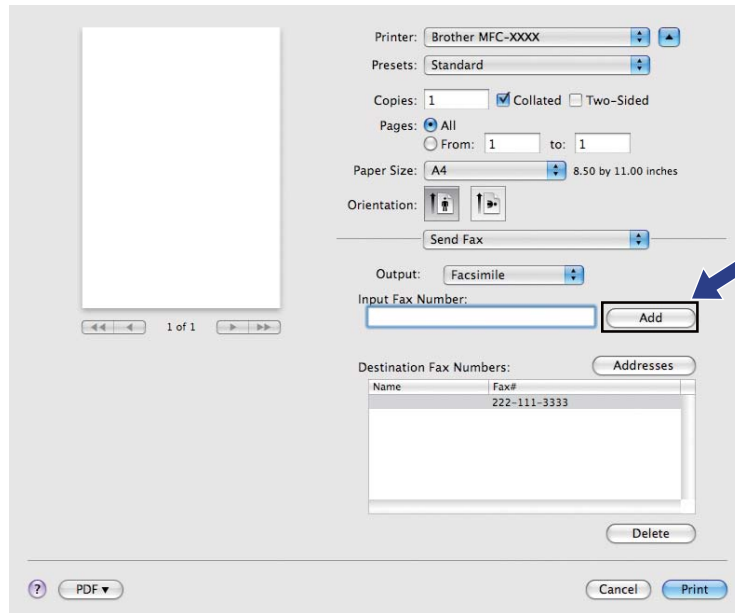 Printer: Brother MFC-XXXX
Presets: Standard
Copies: 1 Collated Two-Sided
Pages: All
From: 1 to: 1
Paper Size: A4 8.50 by 11.00 inches
Orientation:
Send Fax
Output: Facsimile
Input Fax Number:
Add
1 of 1
Destination Fax Numbers: Addresses
Name Fax#
222-111-3333
Delete
? PDF▼ Cancel Print